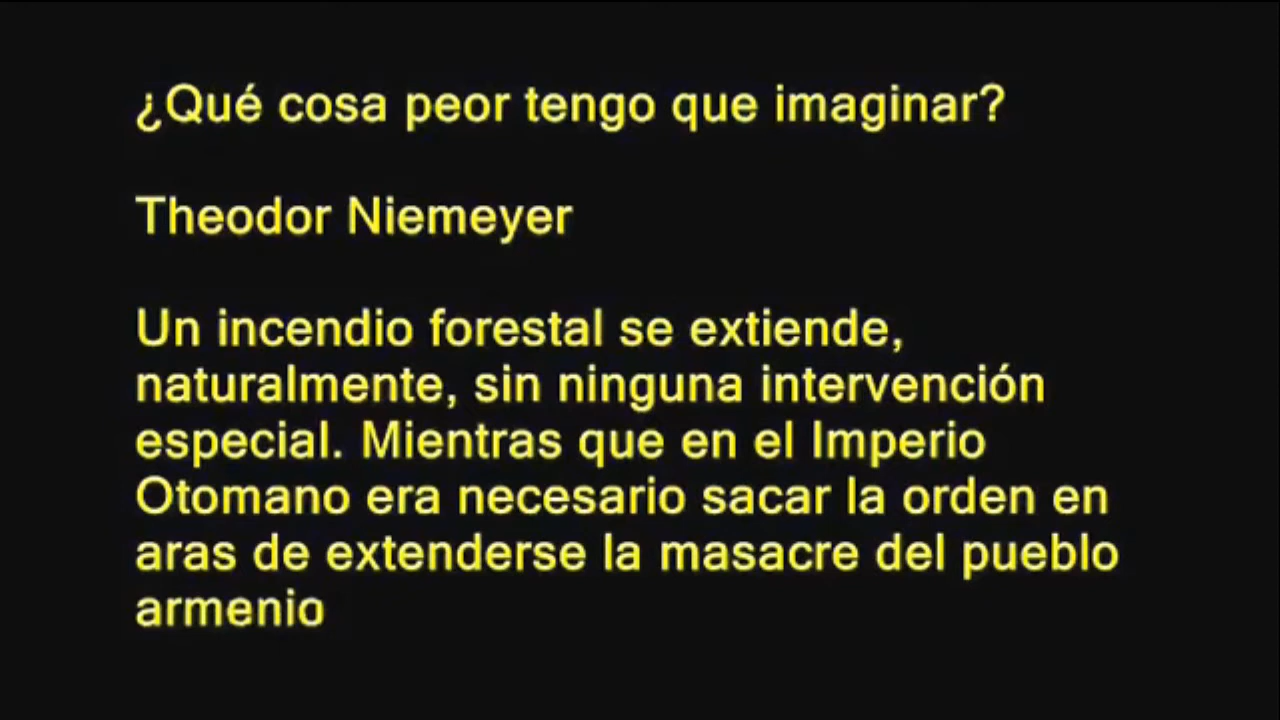 ¿Qué cosa peor tengo que imaginar?
Theodor Niemeyer
Un incendio forestal se extiende,
naturalmente, sin ninguna intervención
especial. Mientras que en el Imperio
Otomano era necesario sacar la orden en
aras de extenderse la masacre del pueblo
armenio